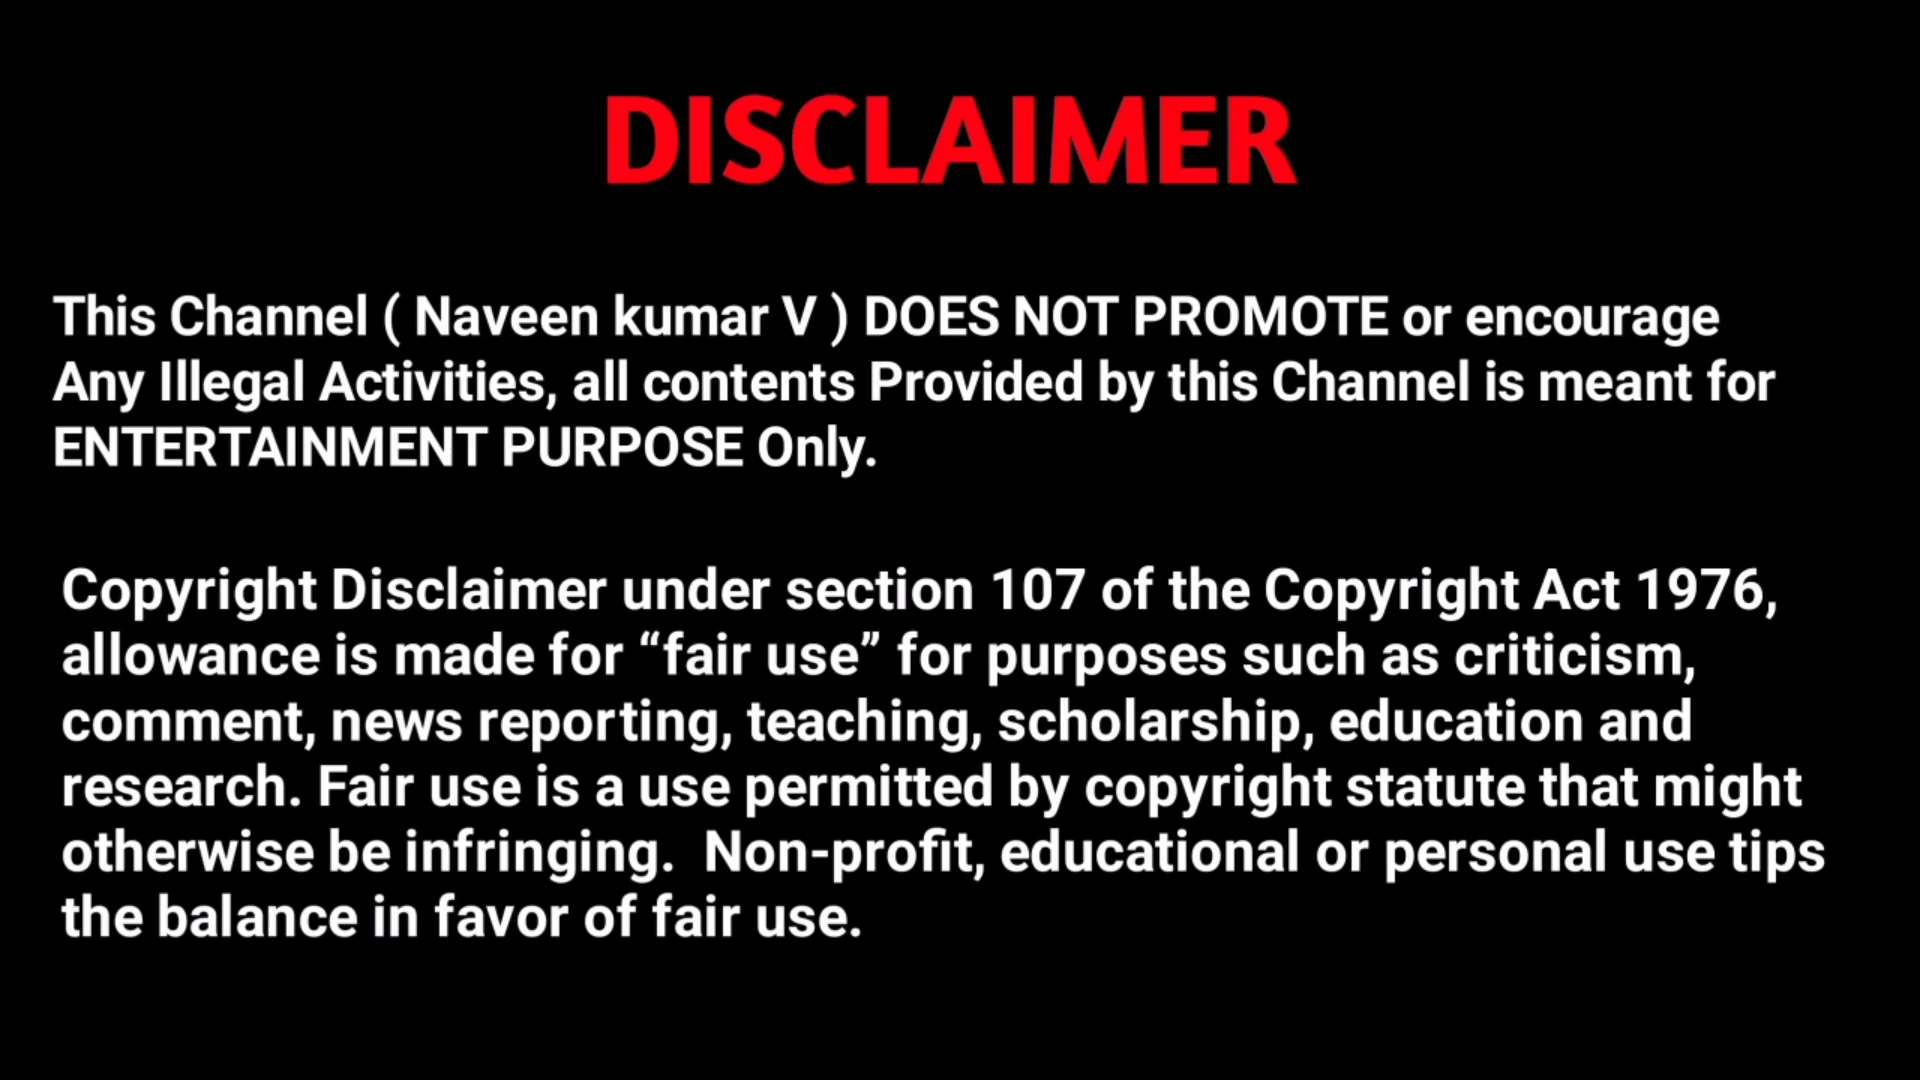 DISCLAIMER
This Channel ( Naveen kumar V ) DOES NOT PROMOTE or encourage
Any Illegal Activities, all contents Provided by this Channel is meant for
ENTERTAINMENT PURPOSE Only.
Copyright Disclaimer under section 107 of the Copyright Act 1976,
allowance is made for “fair use” for purposes such as criticism,
comment, news reporting, teaching, scholarship, education and
research. Fair use is a use permitted by copyright statute that might
otherwise be infringing.  Non-profit, educational or personal use tips
the balance in favor of fair use.